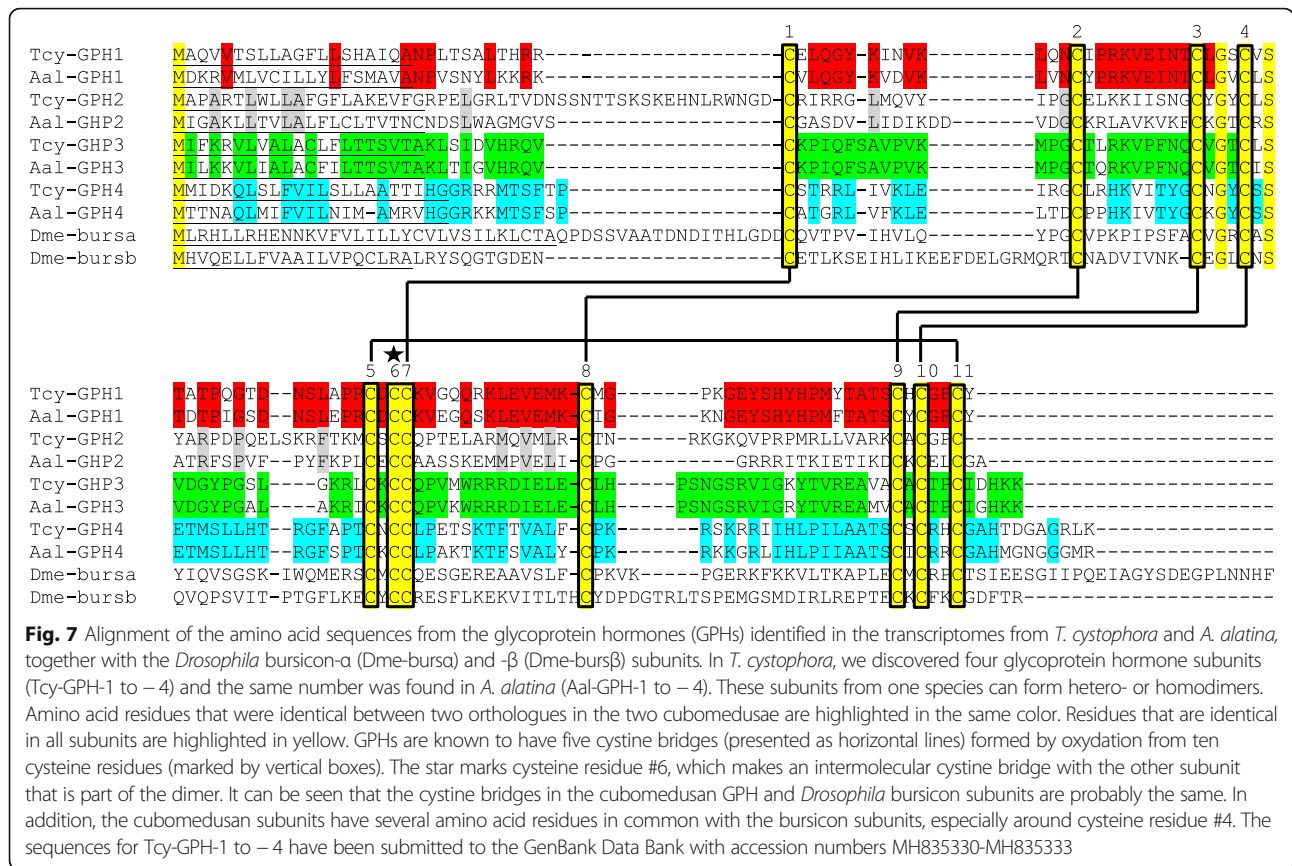 1 2 3 4
Tcy-GPH1 MAQVVTSLLAGFLLSHAIQANPLTSALTHRR--------------------CELQGY-KINVK---------LQNCIPRKVEINTCLGSCVS
Aal-GPH1 MDKRVMLVCILLYLFSMAVANPVSNYLKKRK--------------------CVLQGY-KVDVK---------LVNCYPRKVEINTCLGVCLS
Tcy-GPH2 MAPARTLWLLAFGFLAKEVFGRPELGRLTVDNSSNTTSKSKEHNLRWNGD-CRIRRG-LMQVY---------IPGCELKKIISNGCYGYCLS
Aal-GHP2 MIGAKLLTVLALFLCLTVTNCNDSLWAGMGVS-------------------CGASDV-LIDIKDD-------VDGCKRLAVKVKFCKGTCRS
Tcy-GHP3 MIFKRVLVALACLFLTTSVTAKLSIDVHRQV--------------------CKPIQFSAVPVK---------MPGCTLRKVPFNQCVGTCLS
Aal-GPH3 MILKKVLIALACFILTTSVTAKLTIGVHRQV--------------------CKPIQFSAVPVK---------MPGCTQRKVPFNQCVGTCIS
Tcy-GPH4 MMIDKQLSLFVILSLLAATTIHGGRRMTSFTP-------------------CSTRRL-IVKLE---------IRGCLRHKVITYGCNGYCSS
Aal-GPH4 MTTNAQLMIFVILNIM-AMRVHGGRKKMTSFSP------------------CATGRL-VFKLE---------LTDCPPHKIVTYGCKGYCSS
Dme-bursa MLRHLLRHENNKVFVLILLYCVLVSILKLCTAQPDSSVAATDNDITHLGDDCQVTPV-IHVLQ---------YPGCVPKPIPSFACVGRCAS
Dme-bursb MHVQELLFVAAILVPQCLRALRYSQGTGDEN--------------------CETLKSEIHLIKEEFDELGRMQRTCNADVIVNK-CEGLCNS
★
5 67 8 9 10 11
Tcy-GPH1 TATPQGTD--NSLAPRCDCCKVGQQRKLEVEMK-CMG-------PKGEYSHYHPMYTATSCHCGFCY-------------------------
Aal-GPH1 TDTPIGSD--NSLEPRCDCCKVEGQSKLEVEMK-CIG-------KNGEYSHYHPMVFTATSCYCGVCY------------------------
Tcy-GPH2 YARPDPQELSKRFTKMCSCCQPTELARMQVMLR-CTN------RKGKQVPRPMRLLVARKCACGPC--------------------------
Aal-GHP2 ATRFSPVF--PYFKPLCECCAASSKEMMPVELI-CPG----------GRRRITKIETIKDCKCELCGA------------------------
Tcy-GHP3 VDGYPGSL----GKRLCKCCQPVMWRRRDIELE-CLH-----PSNGSRVIGKYTVREAVACACTPCIDHKK---------------------
Aal-GPH3 VDGYPGAL----AKRLCKCCQPVKWRRRDIELE-CLH-----PSNGSRVIGRYTVREAVACACTPCIDHKK---------------------
Tcy-GPH4 ETMSLLHT--RGFAPTCNCCLPETSKTFTVALF-CPK------RSKRRIIHLPILAATSCSCRHCGAHTDGAGRLK---------------
Aal-GPH4 ETMSLLHT--RGFSPTCKCCLPAKTKTFSVALY-CPK------RKKGRLIHLPIIAATSCTCRRCGAHMGNGGGMR---------------
Dme-bursa YIQVSGSK-IWQMERSCMCCQESGEREAAVSLF-CPKVK----PGERKFKKVLTKAPLECMCRPCTSIEESGIIPQEIAGYSDEGPLNNHF
Dme-bursb QVQPSVIT-PTGFLKECYCCRESFLKEKVITLTHCYDPDGTRLTSPEMGSMDIRLREPTECKCFKCGDFTR---------------------
Fig. 7 Alignment of the amino acid sequences from the glycoprotein hormones (GPHs) identified in the transcriptomes from T. cystophora and A. alatina,
together with the Drosophila bursicon-α (Dme-bursα) and -β (Dme-bursβ) subunits. In T. cystophora, we discovered four glycoprotein hormone subunits
(Tcy-GPH-1 to − 4) and the same number was found in A. alatina (Aal-GPH-1 to − 4). These subunits from one species can form hetero- or homodimers.
Amino acid residues that were identical between two orthologues in the two cubomedusae are highlighted in the same color. Residues that are identical
in all subunits are highlighted in yellow. GPHs are known to have five cystine bridges (presented as horizontal lines) formed by oxydation from ten
cysteine residues (marked by vertical boxes). The star marks cysteine residue #6, which makes an intermolecular cystine bridge with the other subunit
that is part of the dimer. It can be seen that the cystine bridges in the cubomedusan GPH and Drosophila bursicon subunits are probably the same. In
addition, the cubomedusan subunits have several amino acid residues in common with the bursicon subunits, especially around cysteine residue #4. The
sequences for Tcy-GPH-1 to − 4 have been submitted to the GenBank Data Bank with accession numbers MH835330-MH835333